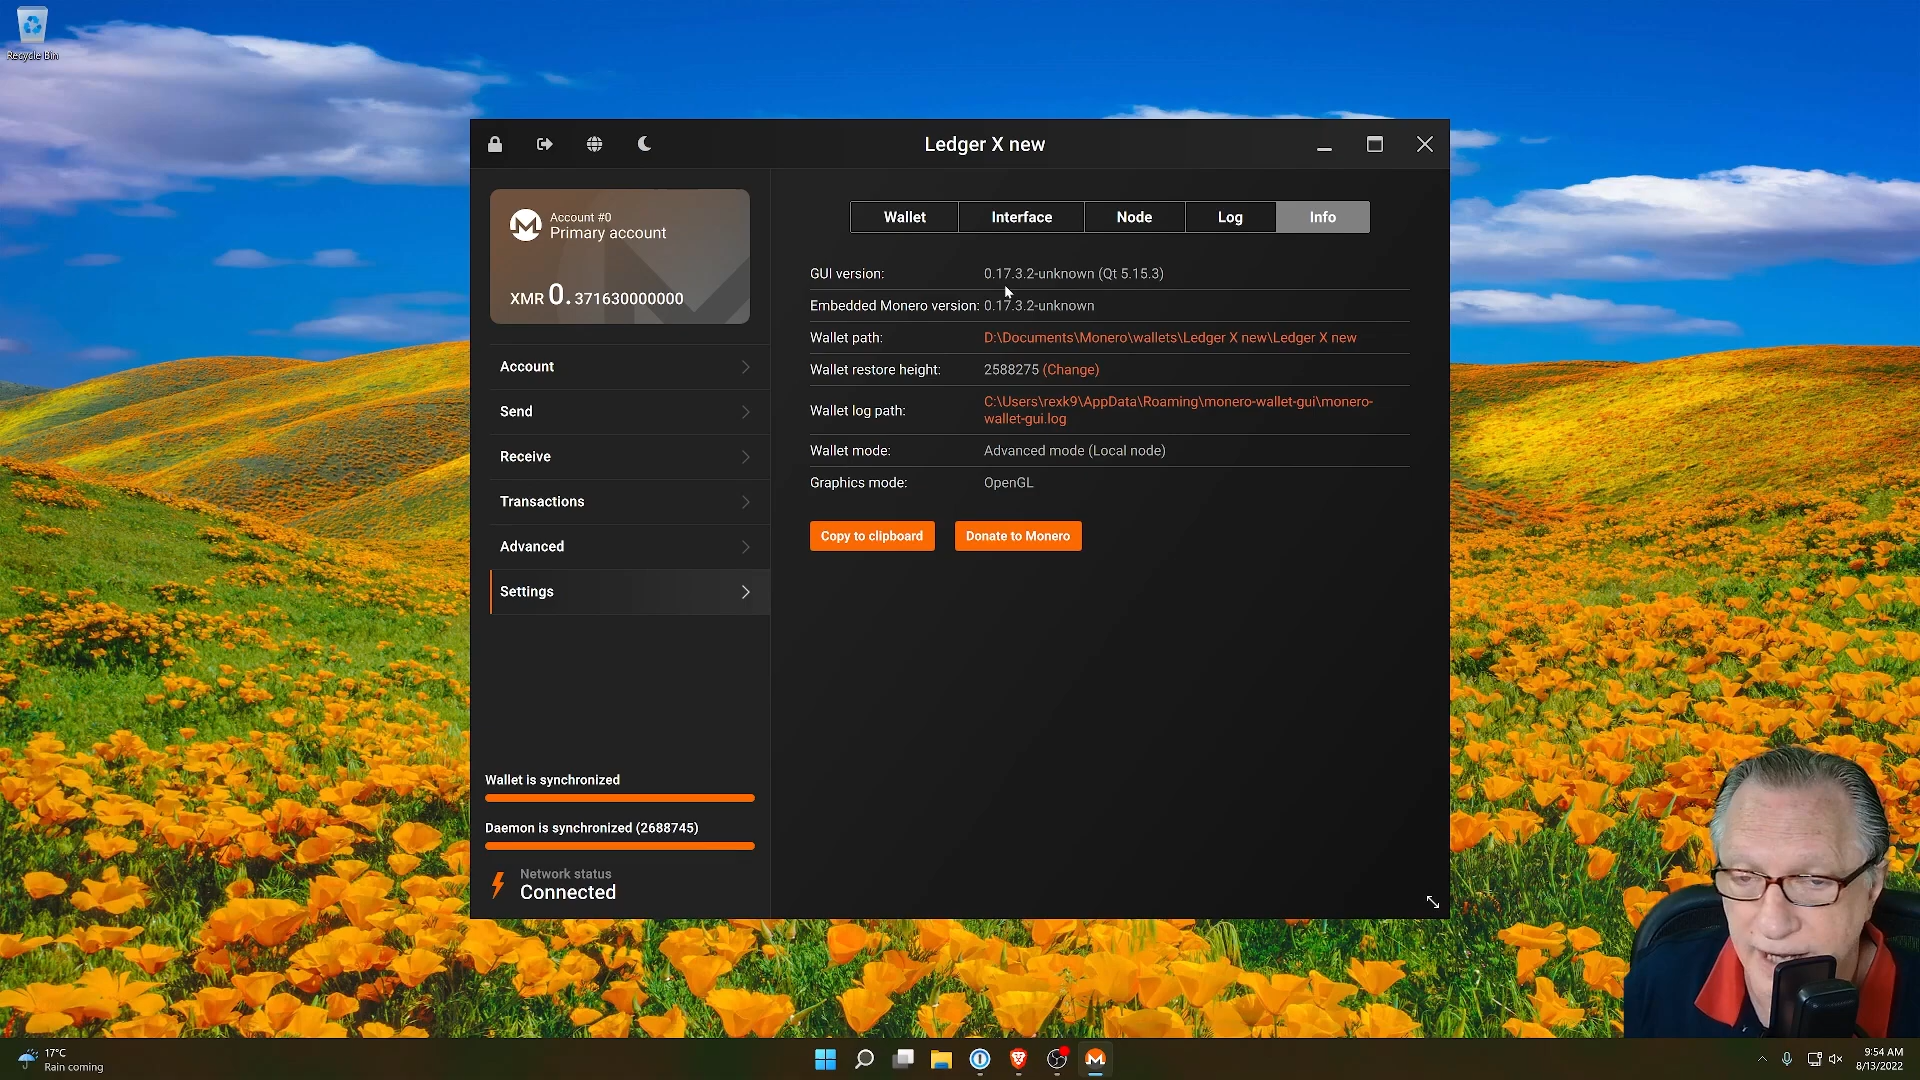 Recycle Bin
Ledger X new
Account #0
Primary account
XMR 0.371630000000
Account
Send
Receive
Transactions
Advanced
Settings
Wallet is synchronized
Daemon is synchronized (2688745)
Network status
Connected
Wallet
Interface
Node
Log
Info
GUI version: 0.17.3.2-unknown (Qt 5.15.3)
Embedded Monero version: 0.17.3.2-unknown
Wallet path: D:\Documents\Monero\wallets\Ledger X new\Ledger X new
Wallet restore height: 2588275 (Change)
Wallet log path: C:\Users\rexk9\AppData\Roaming\monero-wallet-gui\monero-
wallet-gui.log
Wallet mode: Advanced mode (Local node)
Graphics mode: OpenGL
Copy to clipboard
Donate to Monero
17°C
Rain coming
9:54 AM
8/13/2022